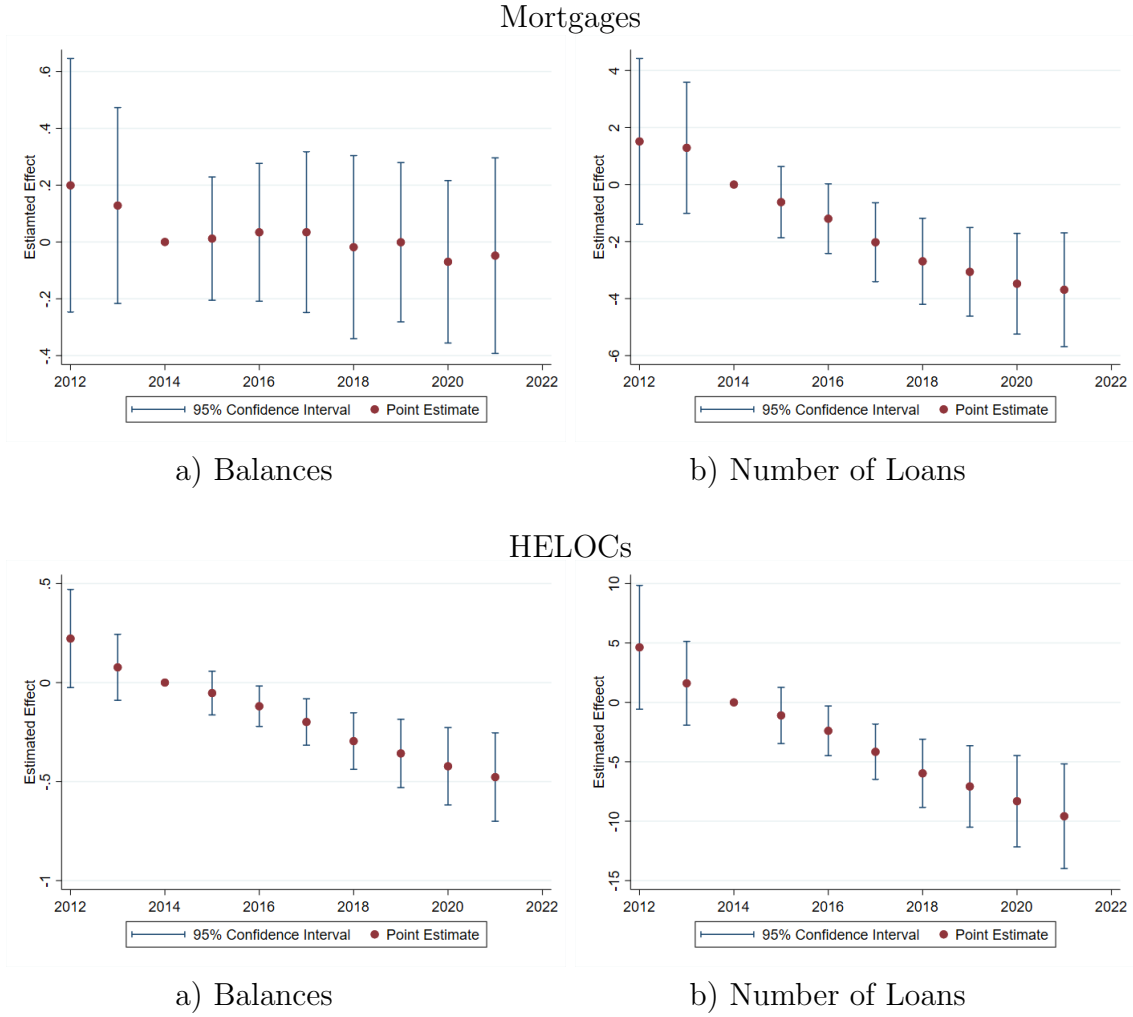 Mortgages
Estiamted Effect
.6
.4
.2
0
-.2
-.4
2012 2014 2016 2018 2020 2022
95% Confidence Interval Point Estimate
a) Balances
Estimated Effect
4
2
0
-2
-4
-6
2012 2014 2016 2018 2020 2022
95% Confidence Interval Point Estimate
b) Number of Loans
HELOCs
Estimated Effect
.5
0
-.5
-1
2012 2014 2016 2018 2020 2022
95% Confidence Interval Point Estimate
a) Balances
Estimated Effeect
10
5
0
-5
-10
-15
2012 2014 2016 2018 2020 2022
95% Confidence Interval Point Estimate
b) Number of Loans